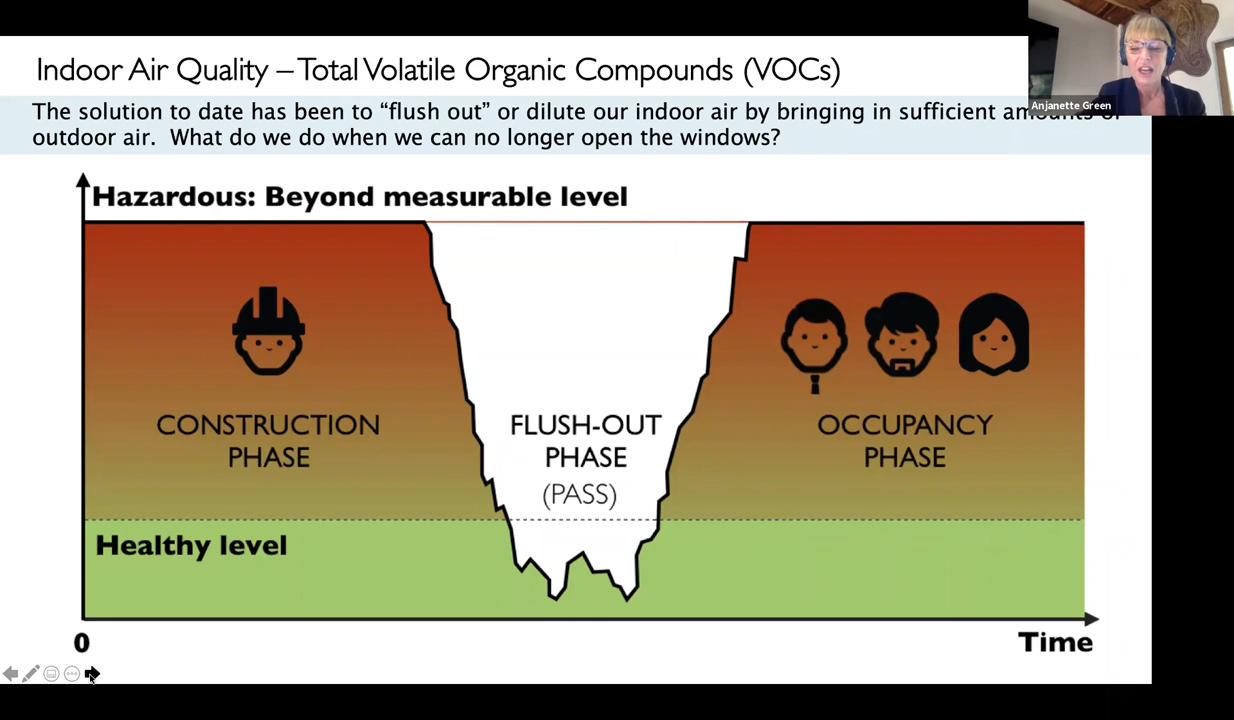 Indoor Air Quality – Total Volatile Organic Compounds (VOCs)
Anjanette Green
The solution to date has been to “flush out” or dilute our indoor air by bringing in sufficient amounts of
outdoor air. What do we do when we can no longer open the windows?
Hazardous: Beyond measurable level
CONSTRUCTION
PHASE
FLUSH-OUT
PHASE
(PASS)
OCCUPANCY
PHASE
Healthy level
0
Time